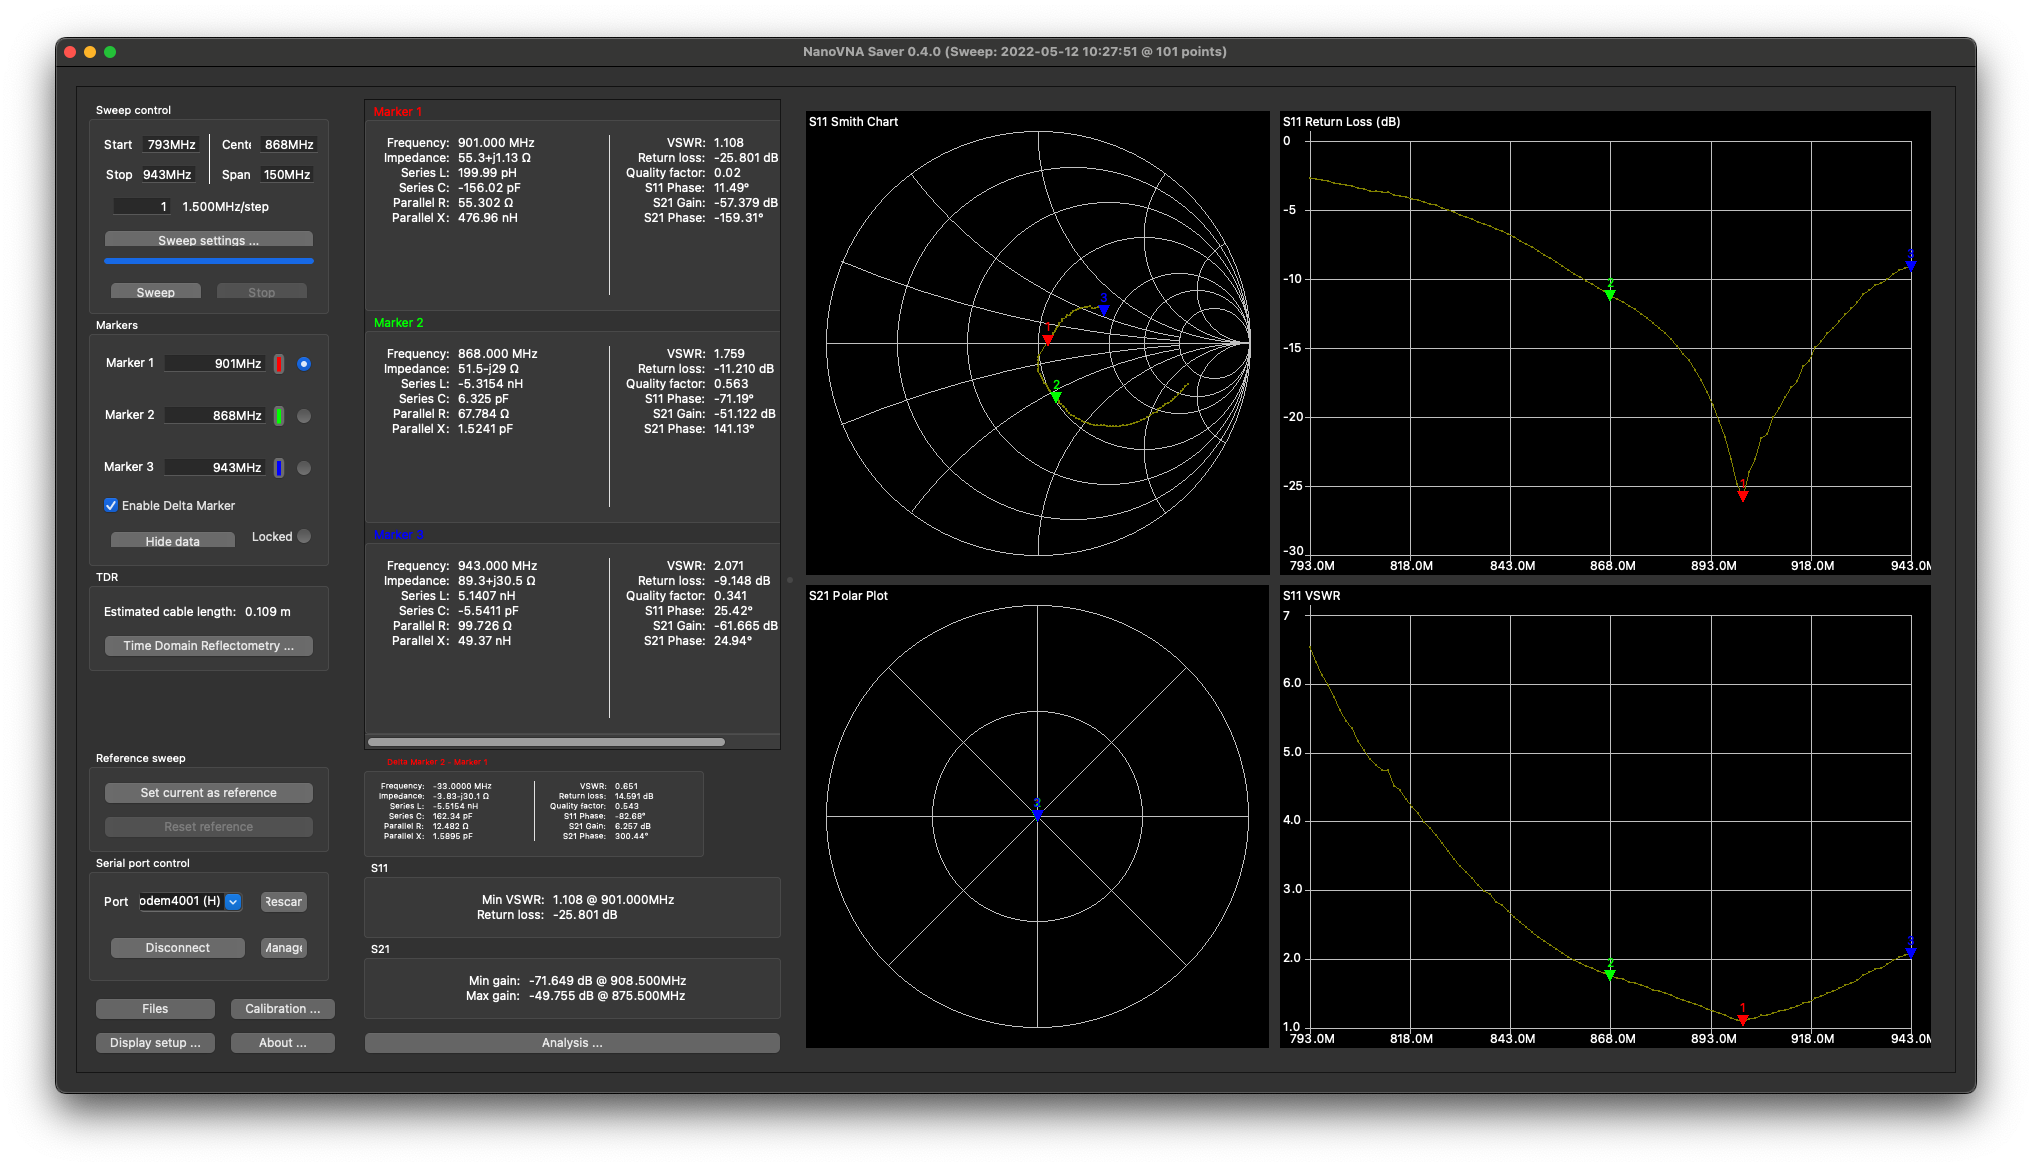 NanoVNA Saver 0.4.0 (Sweep: 2022-05-12 10:27:51 @ 101 points)
Sweep control
Start 793MHz Cente 868MHz
Stop 943MHz Span 150MHz
1 1.500MHz/step
Sweep settings ...
Sweep Stop
Markers
Marker 1 901MHz
Marker 2 868MHz
Marker 3 943MHz
Enable Delta Marker
Hide data Locked
TDR
Estimated cable length: 0.109 m
Time Domain Reflectometry ...
Reference sweep
Set current as reference
Reset reference
Serial port control
Port odem4001 (H) Rescar
Disconnect Manage
Files Calibration ...
Display setup ... About ...
Marker 1
Frequency: 901.000 MHz VSWR: 1.108
Impedance: 55.3+j1.13 Ω Return loss: -25.801 dB
Series L: 199.99 pH Quality factor: 0.02
Series C: -156.02 pF S11 Phase: 11.49°
Parallel R: 55.302 Ω S21 Gain: -57.379 dB
Parallel X: 476.96 nH S21 Phase: -159.31°
Marker 2
Frequency: 868.000 MHz VSWR: 1.759
Impedance: 51.5-j29 Ω Return loss: -11.210 dB
Series L: -5.3154 nH Quality factor: 0.563
Series C: 6.325 pF S11 Phase: -71.19°
Parallel R: 67.784 Ω S21 Gain: -51.122 dB
Parallel X: 1.5241 pF S21 Phase: 141.13°
Marker 3
Frequency: 943.000 MHz VSWR: 2.071
Impedance: 89.3+j30.5 Ω Return loss: -9.148 dB
Series L: 5.1407 nH Quality factor: 0.341
Series C: -5.5411 pF S11 Phase: 25.42°
Parallel R: 99.726 Ω S21 Gain: -61.665 dB
Parallel X: 49.37 nH S21 Phase: 24.94°
Delta Marker 2 - Marker 1
Frequency: -33.0000 MHz VSWR: 0.651
Impedance: -3.83-j30.1 Ω Return loss: 14.591 dB
Series L: -5.5154 nH Quality factor: 0.543
Series C: 162.34 pF S11 Phase: -82.68°
Parallel R: 12.482 Ω S21 Gain: 6.257 dB
Parallel X: 1.5895 pF S21 Phase: 300.44°
S11
Min VSWR: 1.108 @ 901.000MHz
Return loss: -25.801 dB
S21
Min gain: -71.649 dB @ 908.500MHz
Max gain: -49.755 dB @ 875.500MHz
Analysis ...
S11 Smith Chart
3
1
2
S11 Return Loss (dB)
0
-5
-10
-15
-20
-25
-30
2
1
3
793.0M 818.0M 843.0M 868.0M 893.0M 918.0M 943.0M
S21 Polar Plot
S11 VSWR
7
6.0
5.0
4.0
3.0
2.0
1.0
2
1
3
793.0M 818.0M 843.0M 868.0M 893.0M 918.0M 943.0M